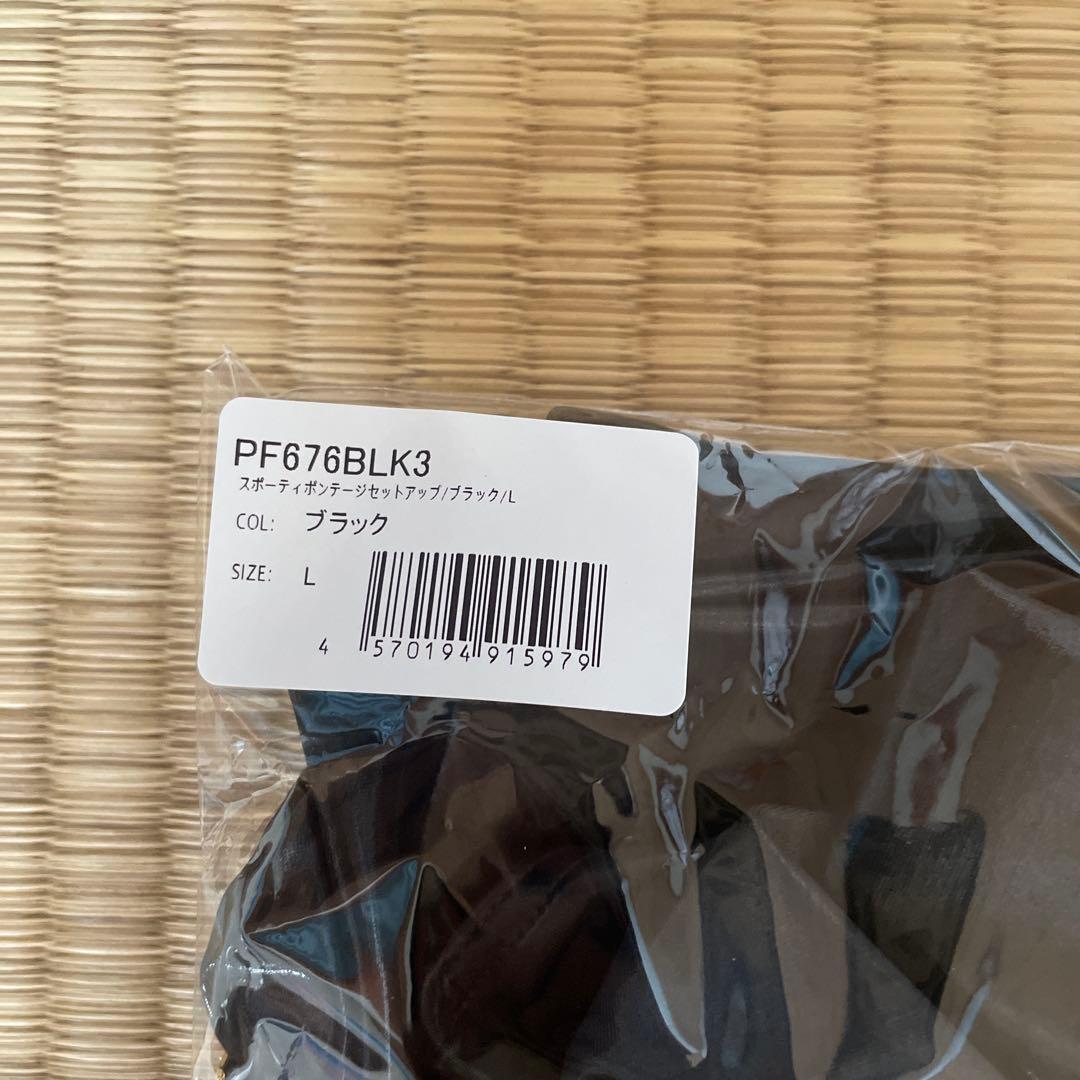 PF676BLK3
スポーティポンテージセットアップ/ブラック/L
COL: ブラック
SIZE: L
4 570194 915979